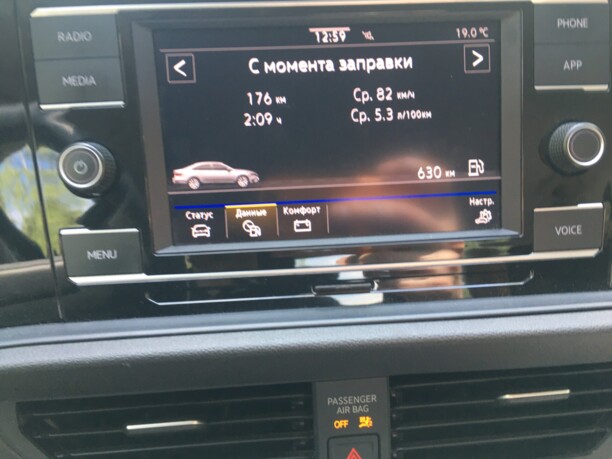 RADIO
MEDIA
MENU
PHONE
APP
VOICE
12:59
19.0 °C
С момента заправки
176 км
Ср. 82 км/ч
2:09 ч
Ср. 5.3 л/100км
630 км
Статус
Данные
Комфорт
Настр.
PASSENGER
AIR BAG
OFF